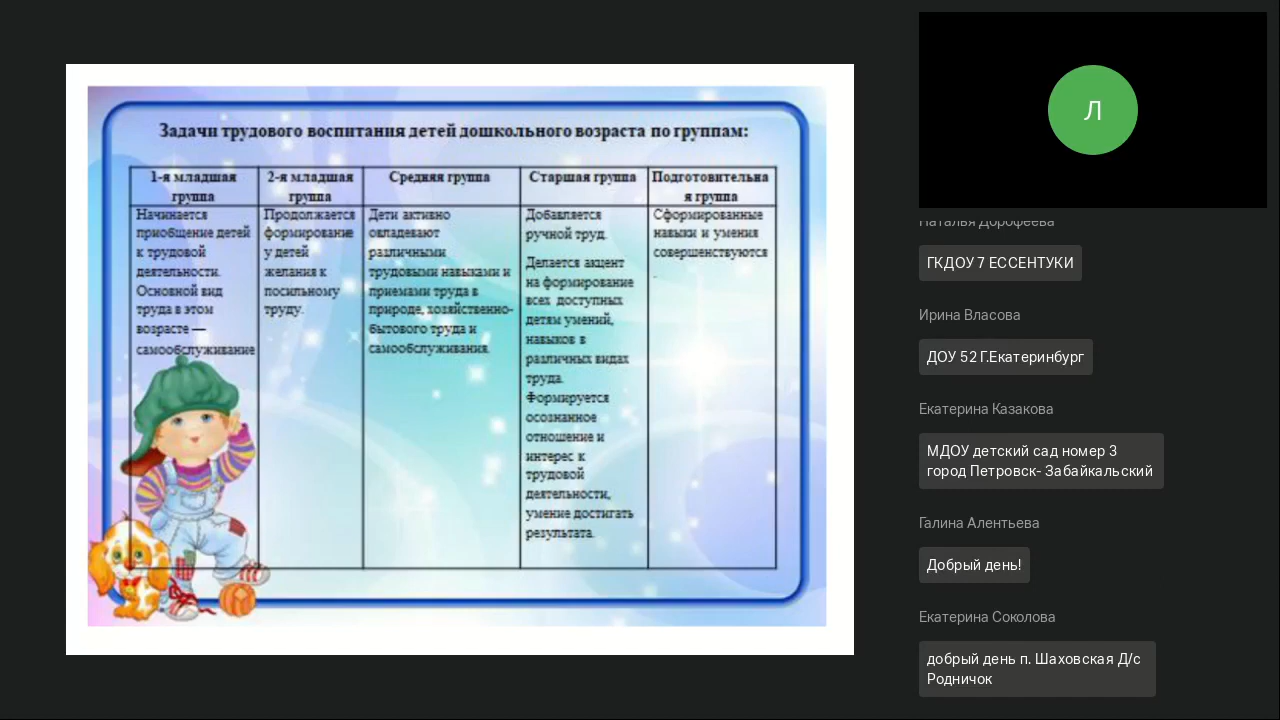 Задачи трудового воспитания детей дошкольного возраста по группам:
1-я младшая
группа
2-я младшая
группа
Средняя группа
Старшая группа
Подготовительна
я группа
Начинается
приобщение детей
к трудовой
деятельности.
Основной вид
труда в этом
возрасте —
самообслуживание
Продолжается
формирование
у детей
желания к
посильному
труду.
Дети активно
овладевают
различными
трудовыми навыками и
приемами труда в
природе, хозяйственно-
бытового труда и
самообслуживания.
Добавляется
ручной труд.
Делается акцент
на формирование
всех доступных
детям умений,
навыков в
различных видах
труда.
Формируется
осознанное
отношение и
интерес к
трудовой
деятельности,
умение достигать
результата.
Сформированные
навыки и умения
совершенствуются
.
Л
Наталья Дорофеева
ГКДОУ 7 ЕССЕНТУКИ
Ирина Власова
ДОУ 52 Г.Екатеринбург
Екатерина Казакова
МДОУ детский сад номер 3
город Петровск- Забайкальский
Галина Алентьева
Добрый день!
Екатерина Соколова
добрый день п. Шаховская Д/с
Родничок